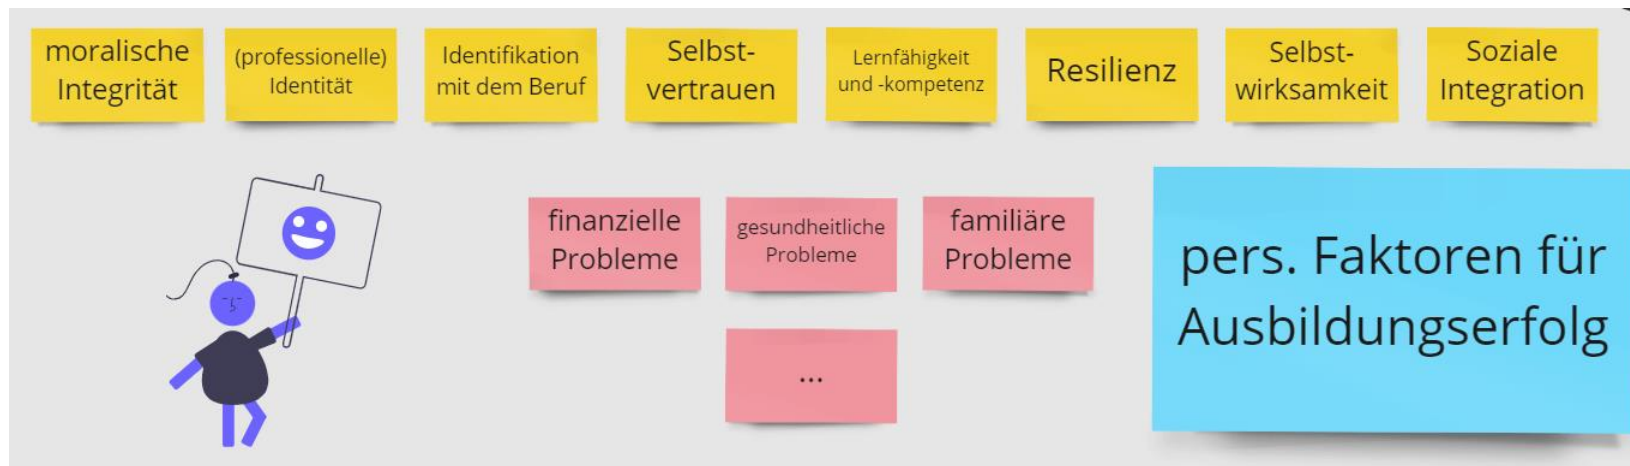 moralische
Integrität
(professionelle)
Identität
Identifikation
mit dem Beruf
Selbst-
vertrauen
Lernfähigkeit
und -kompetenz
Resilienz
Selbst-
wirksamkeit
Soziale
Integration
finanzielle
Probleme
gesundheitliche
Probleme
familiäre
Probleme
...
pers. Faktoren für
Ausbildungserfolg